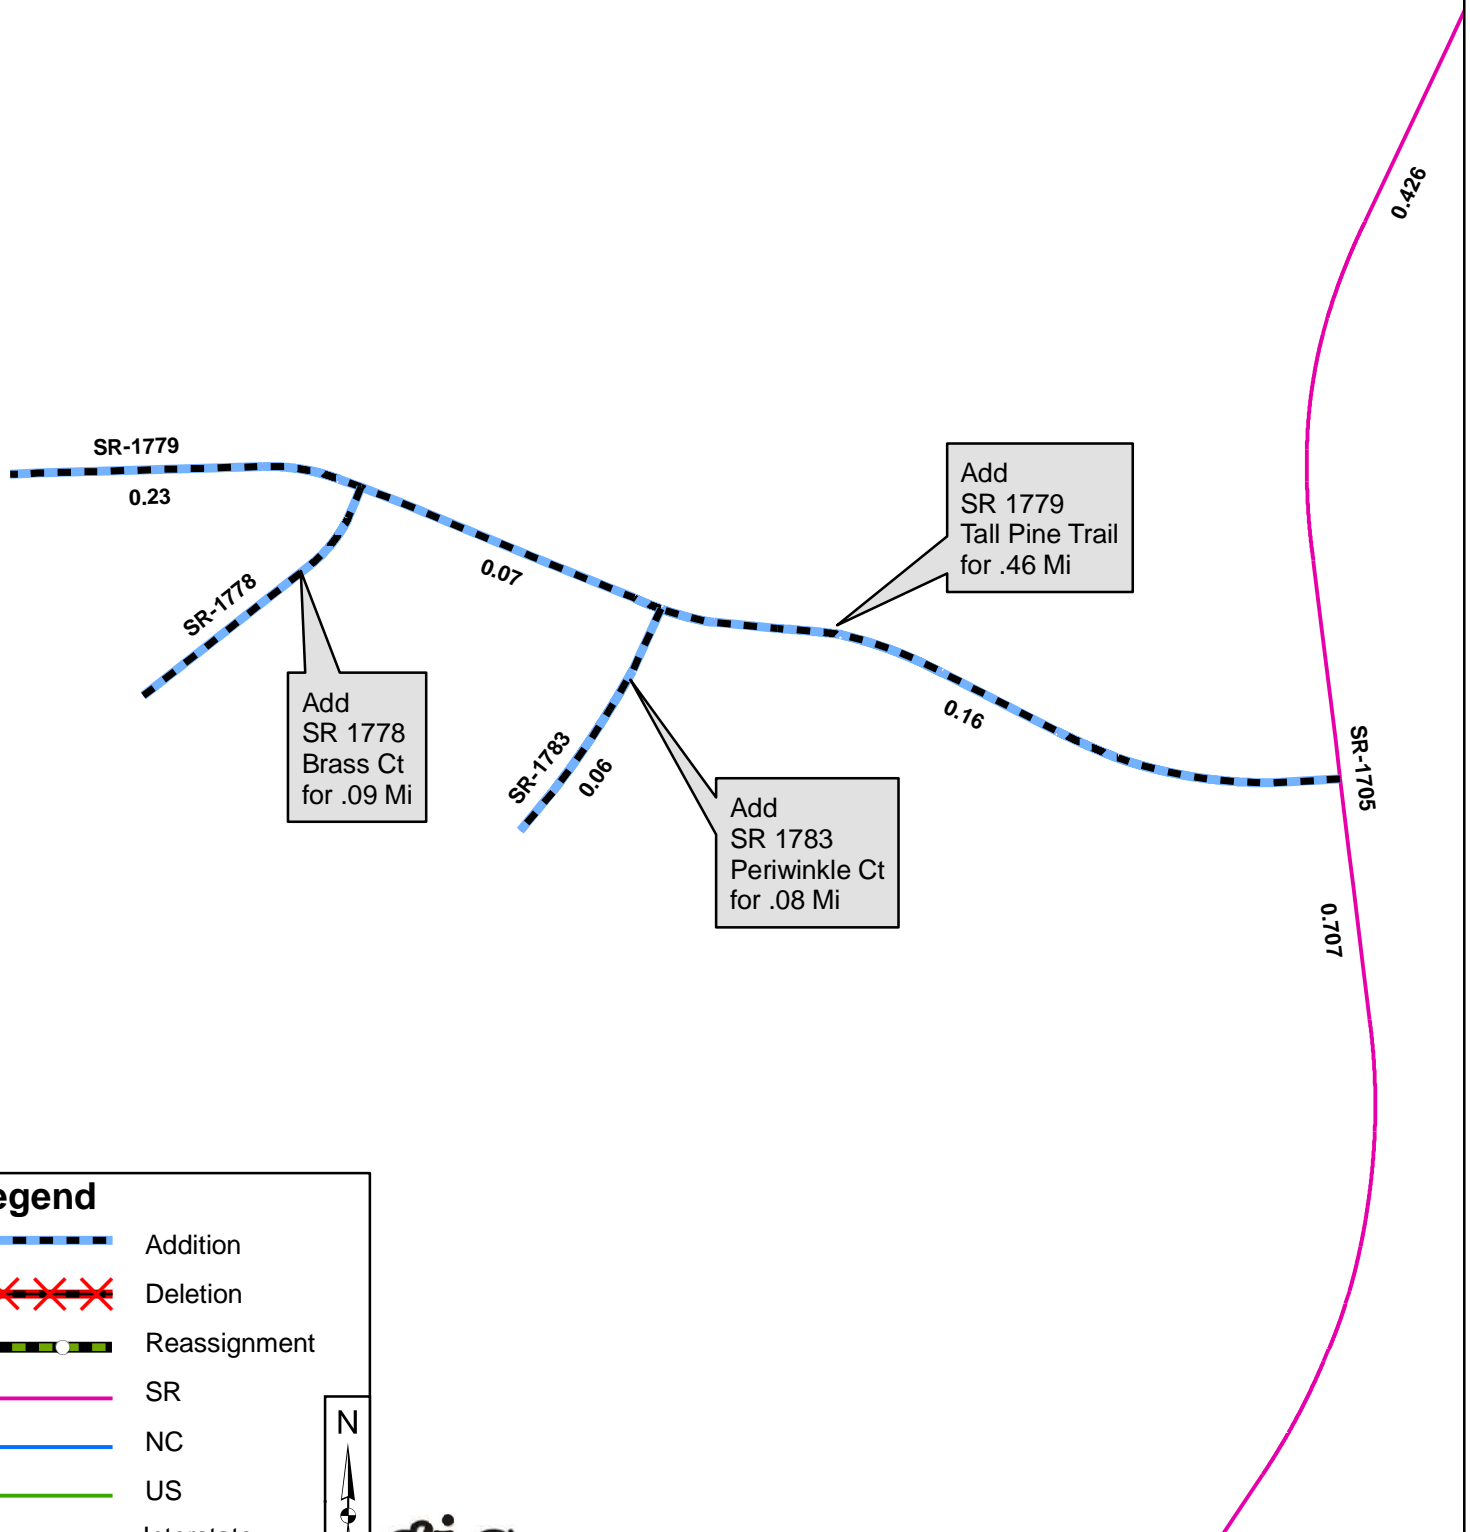 0.426
SR-1779
0.23
Add
SR 1779
Tall Pine Trail
for .46 Mi
0.07
SR-1778
Add
SR 1778
Brass Ct
for .09 Mi
0.16
SR-1783
0.06
Add
SR 1783
Periwinkle Ct
for .08 Mi
SR-1705
0.707
egend
Addition
Deletion
Reassignment
SR
NC
US
N